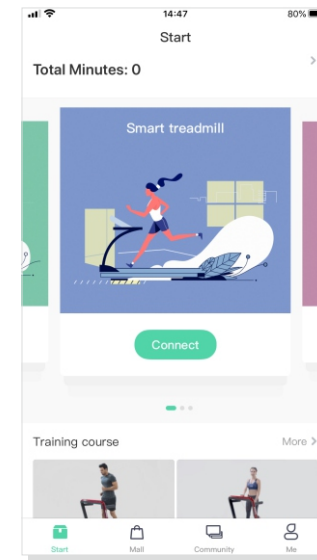 14:47
80%
Start
Total Minutes: 0
Smart treadmill
Connect
Training course
More
Start
Mall
Community
Me